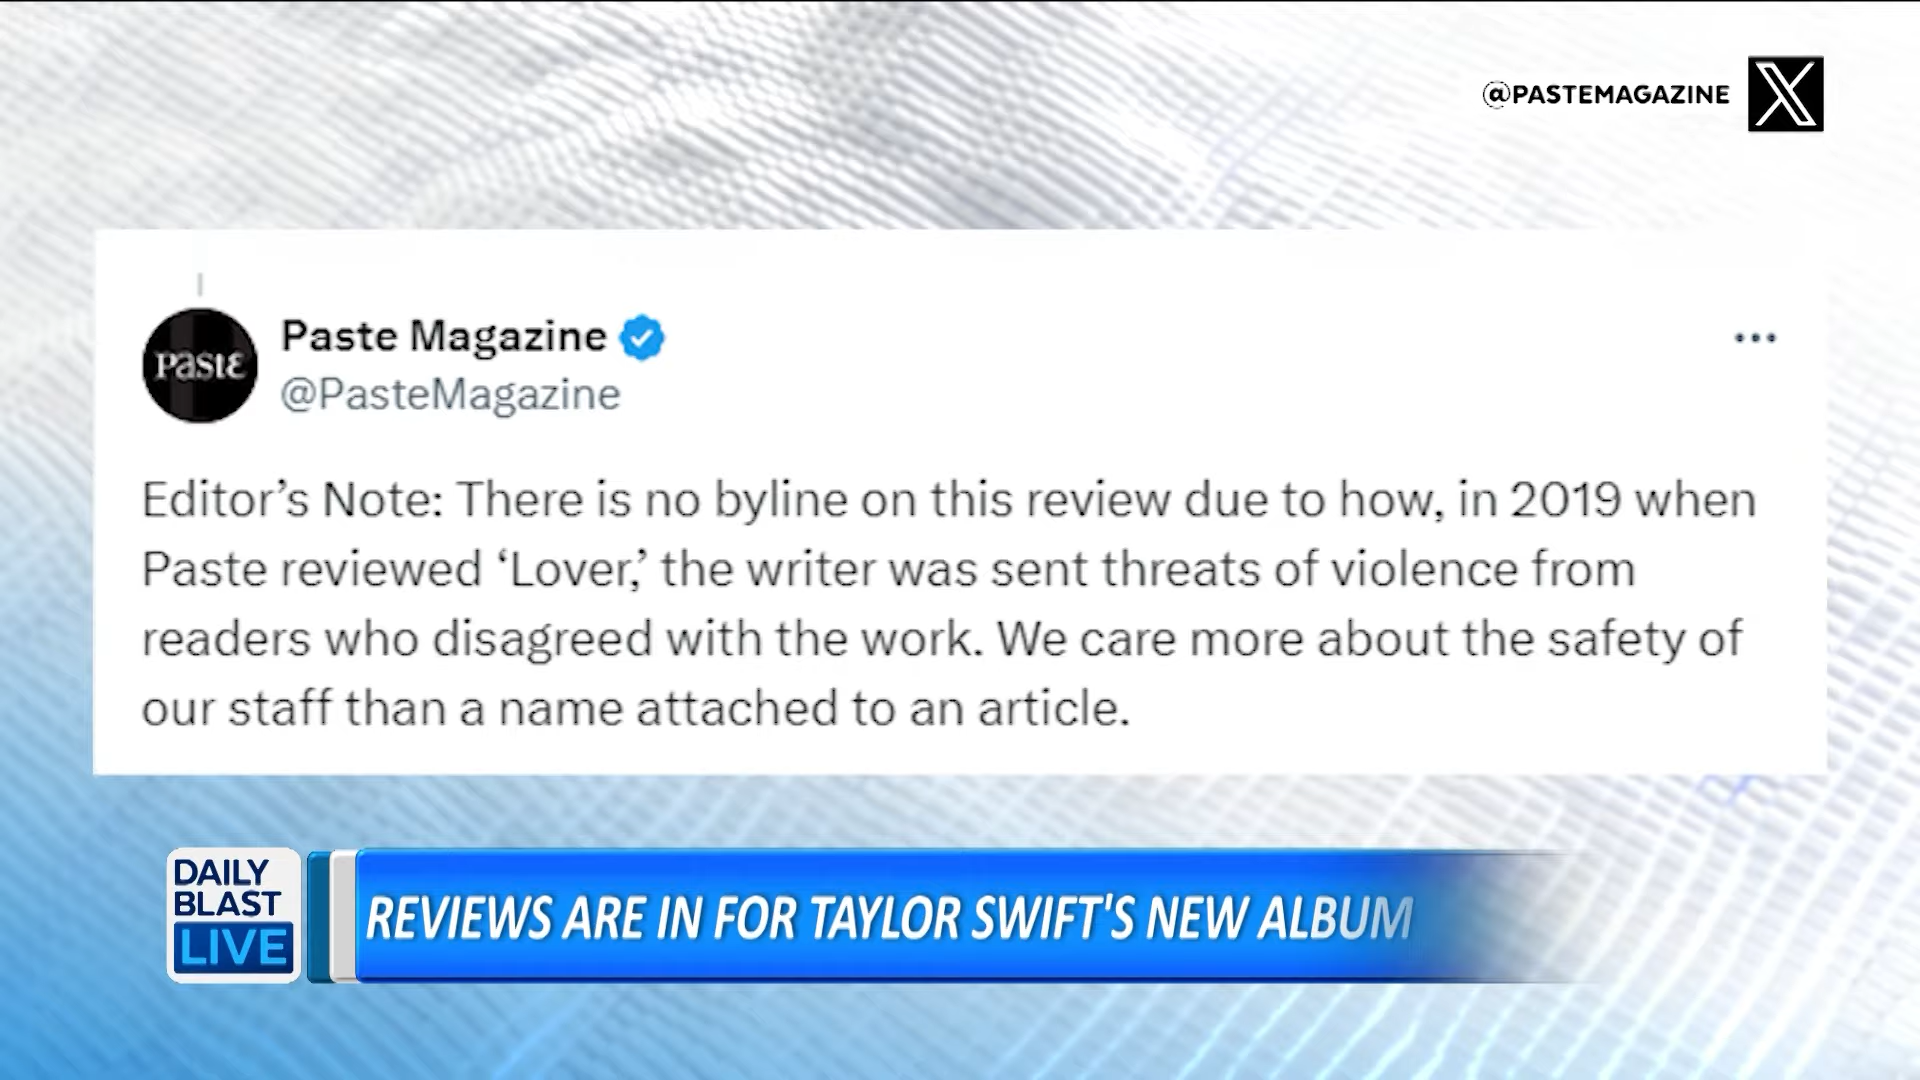 @PASTEMAGAZINE
Paste Magazine
@PasteMagazine
Paste
Editor’s Note: There is no byline on this review due to how, in 2019 when
Paste reviewed ‘Lover,’ the writer was sent threats of violence from
readers who disagreed with the work. We care more about the safety of
our staff than a name attached to an article.
DAILY
BLAST
LIVE
REVIEWS ARE IN FOR TAYLOR SWIFT'S NEW ALBUM